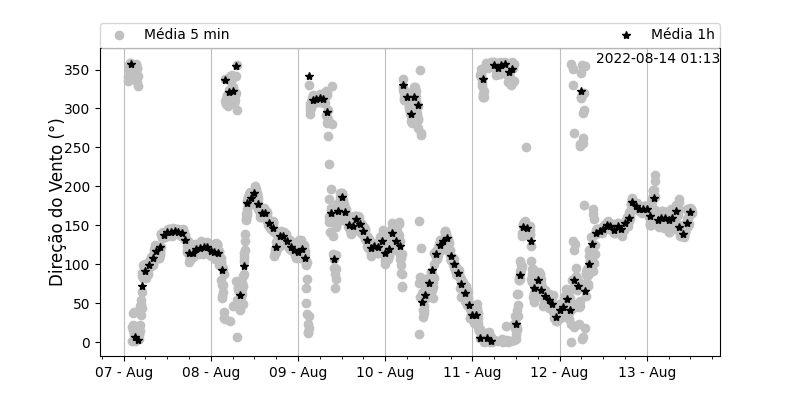 Média 5 min
Média 1h
2022-08-14 01:13
Direção do Vento (°)
350
300
250
200
150
100
50
0
07 - Aug
08 - Aug
09 - Aug
10 - Aug
11 - Aug
12 - Aug
13 - Aug